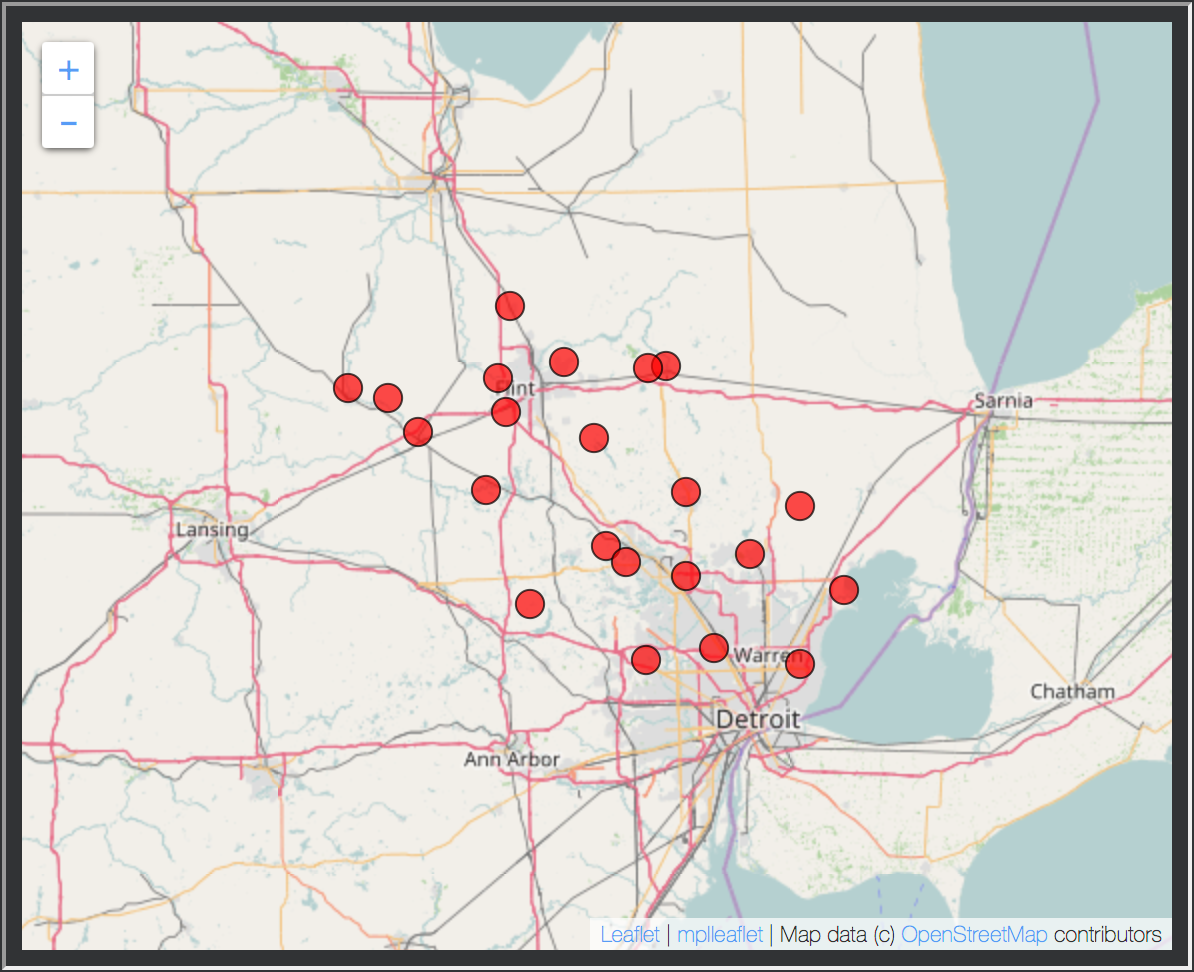 +
−
Flint
Sarnia
Lansing
Warren
Chatham
Detroit
Ann Arbor
Leaflet | mplleaflet | Map data (c) OpenStreetMap contributors